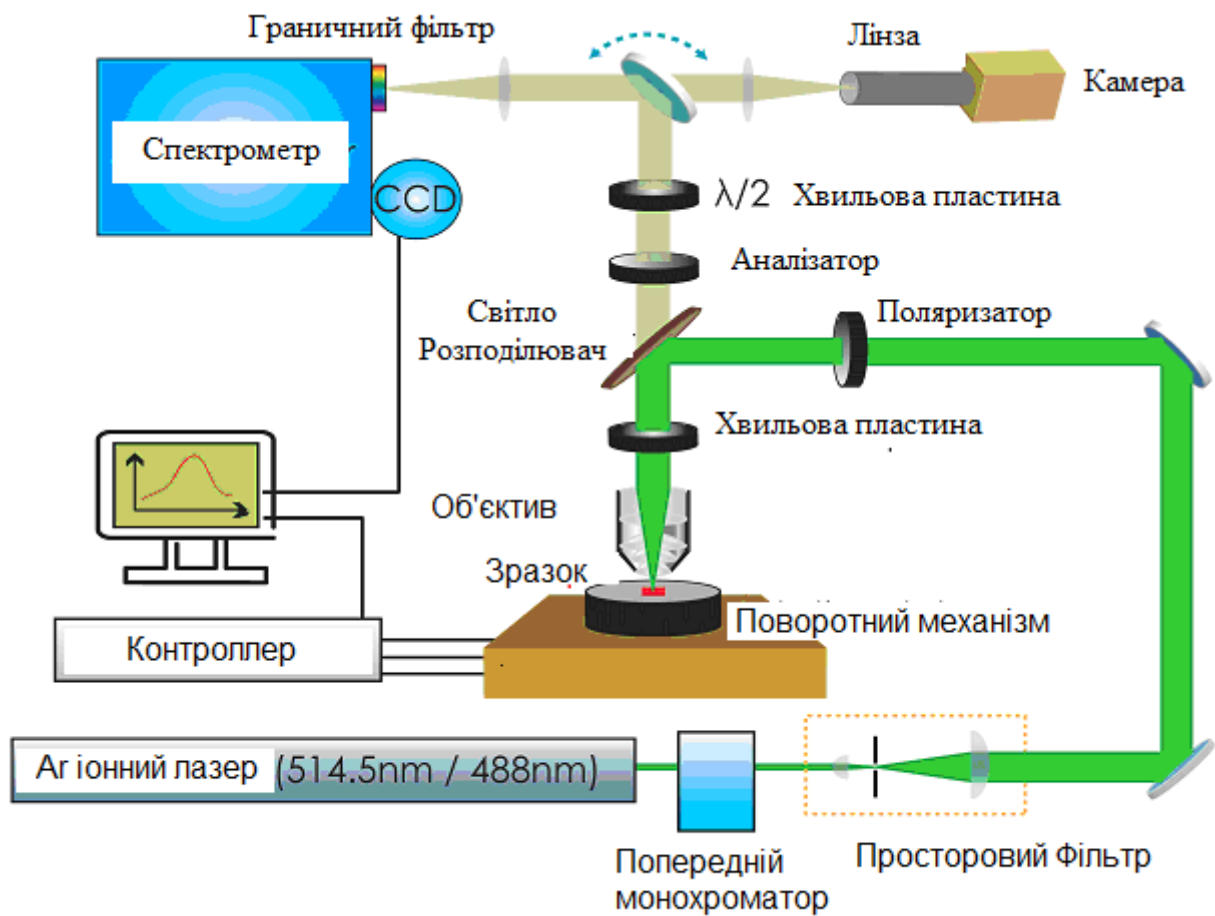 Граничний фільтр
Лінза
Камера
Спектрометр
CCD
λ/2 Хвильова пластина
Аналізатор
Світло
Розподілювач
Поляризатор
Хвильова пластина
Об'єктив
Зразок
Поворотний механізм
Контроллер
Ar іонний лазер (514.5nm / 488nm)
Попередній
монохроматор
Просторовий Фільтр